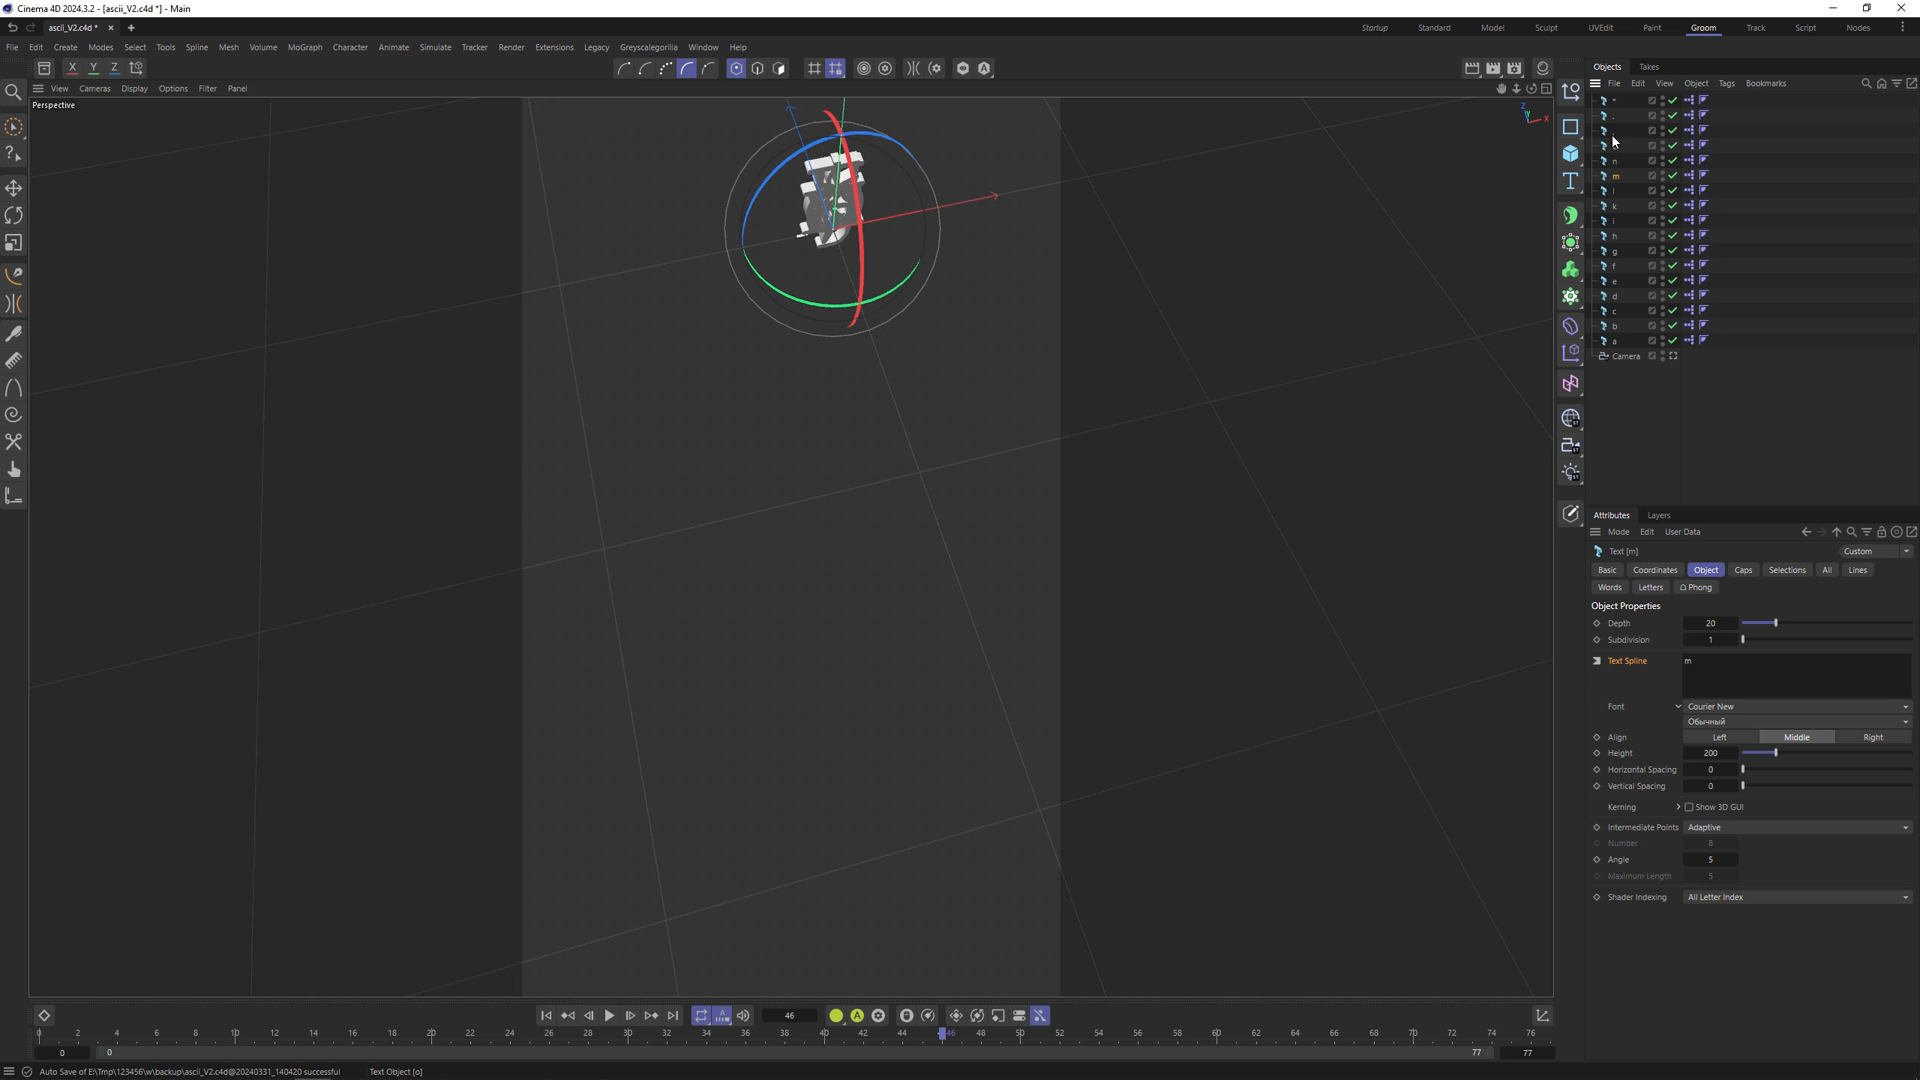 Cinema 4D 2024.3.2 - [ascii_V2.c4d *] - Main
ascii_V2.c4d *
Startup Standard Model Sculpt UVEdit Paint Groom Track Script Nodes
File Edit Create Modes Select Tools Spline Mesh Volume MoGraph Character Animate Simulate Tracker Render Extensions Legacy Greyscalegorilla Window Help
X Y Z
Objects Takes
View Cameras Display Options Filter Panel
File Edit View Object Tags Bookmarks
Perspective
Z
Y X
*
.
n
m
l
k
i
h
g
f
e
d
c
b
a
Camera
Attributes Layers
Mode Edit User Data
Text [m]
Custom
Basic Coordinates Object Caps Selections All Lines
Words Letters Phong
Object Properties
Depth 20
Subdivision 1
Text Spline m
Font Courier New
Обычный
Align Left Middle Right
Height 200
Horizontal Spacing 0
Vertical Spacing 0
Kerning Show 3D GUI
Intermediate Points Adaptive
Number 8
Angle 5
Maximum Length 5
Shader Indexing All Letter Index
46
0 2 4 6 8 10 12 14 16 18 20 22 24 26 28 30 32 34 36 38 40 42 44 46 48 50 52 54 56 58 60 62 64 66 68 70 72 74 76
0 0 77 77
Auto Save of E:\Tmp\123456\w\backup\ascii_V2.c4d@20240331_140420 successful Text Object [o]